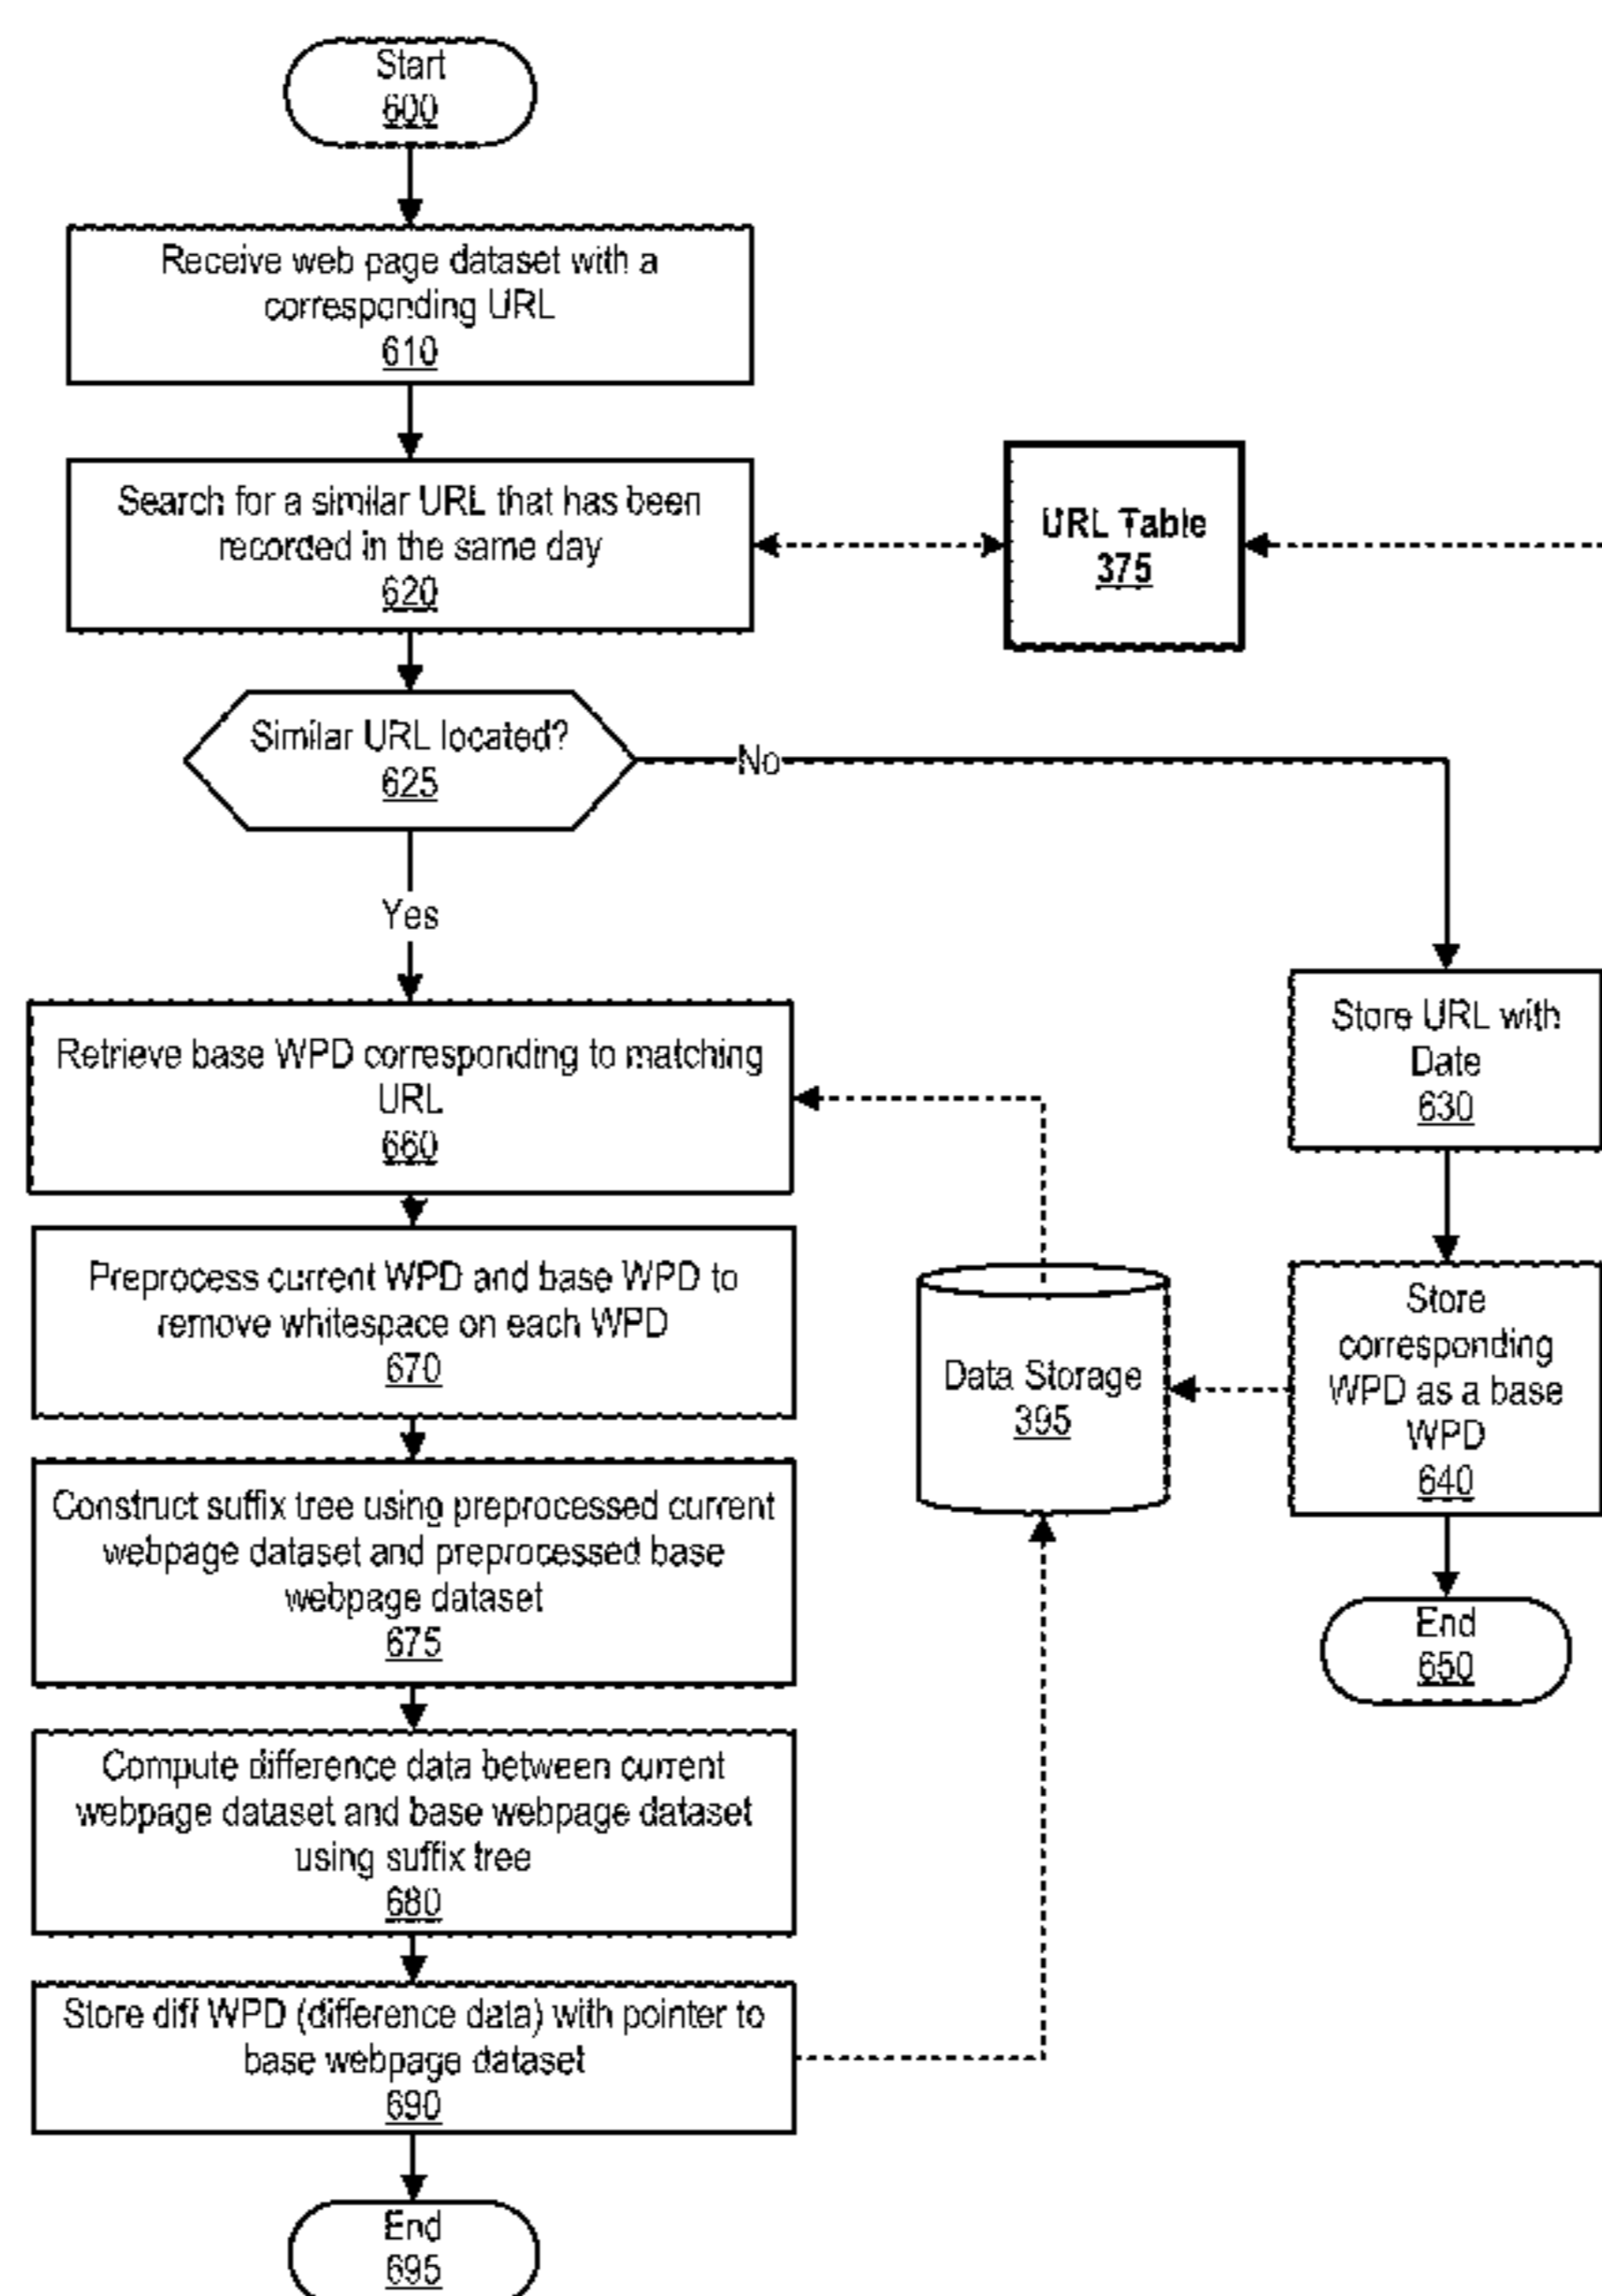 Start
600
Receive web page dataset with a
corresponding URL
610
Search for a similar URL that has been
recorded in the same day
620
URL Table
375
Similar URL located?
625
No
Yes
Store URL with
Date
630
Retrieve base WPD corresponding to matching
URL
660
Preprocess current WPD and base WPD to
remove whitespace on each WPD
670
Data Storage
395
Store
corresponding
WPD as a base
WPD
640
Construct suffix tree using preprocessed current
webpage dataset and preprocessed base
webpage dataset
675
End
650
Compute difference data between current
webpage dataset and base webpage dataset
using suffix tree
680
Store diff WPD (difference data) with pointer to
base webpage dataset
690
End
695